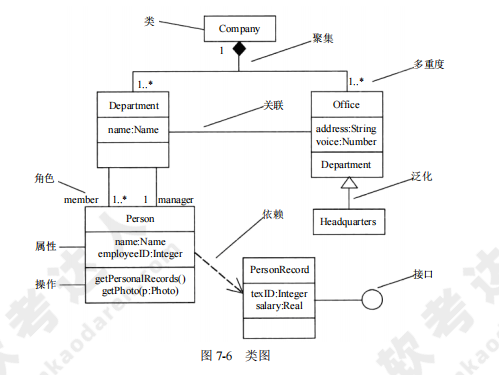 类
Company
1
聚集
多重度
1..*
1..*
Department
name:Name
关联
Office
address:String
voice:Number
Department
泛化
Headquarters
角色
member
1..*
1
manager
Person
name:Name
employeeID:Integer
getPersonalRecords()
getPhoto(p:Photo)
属性
操作
依赖
PersonRecord
texID:Integer
salary:Real
接口
图 7-6 类图